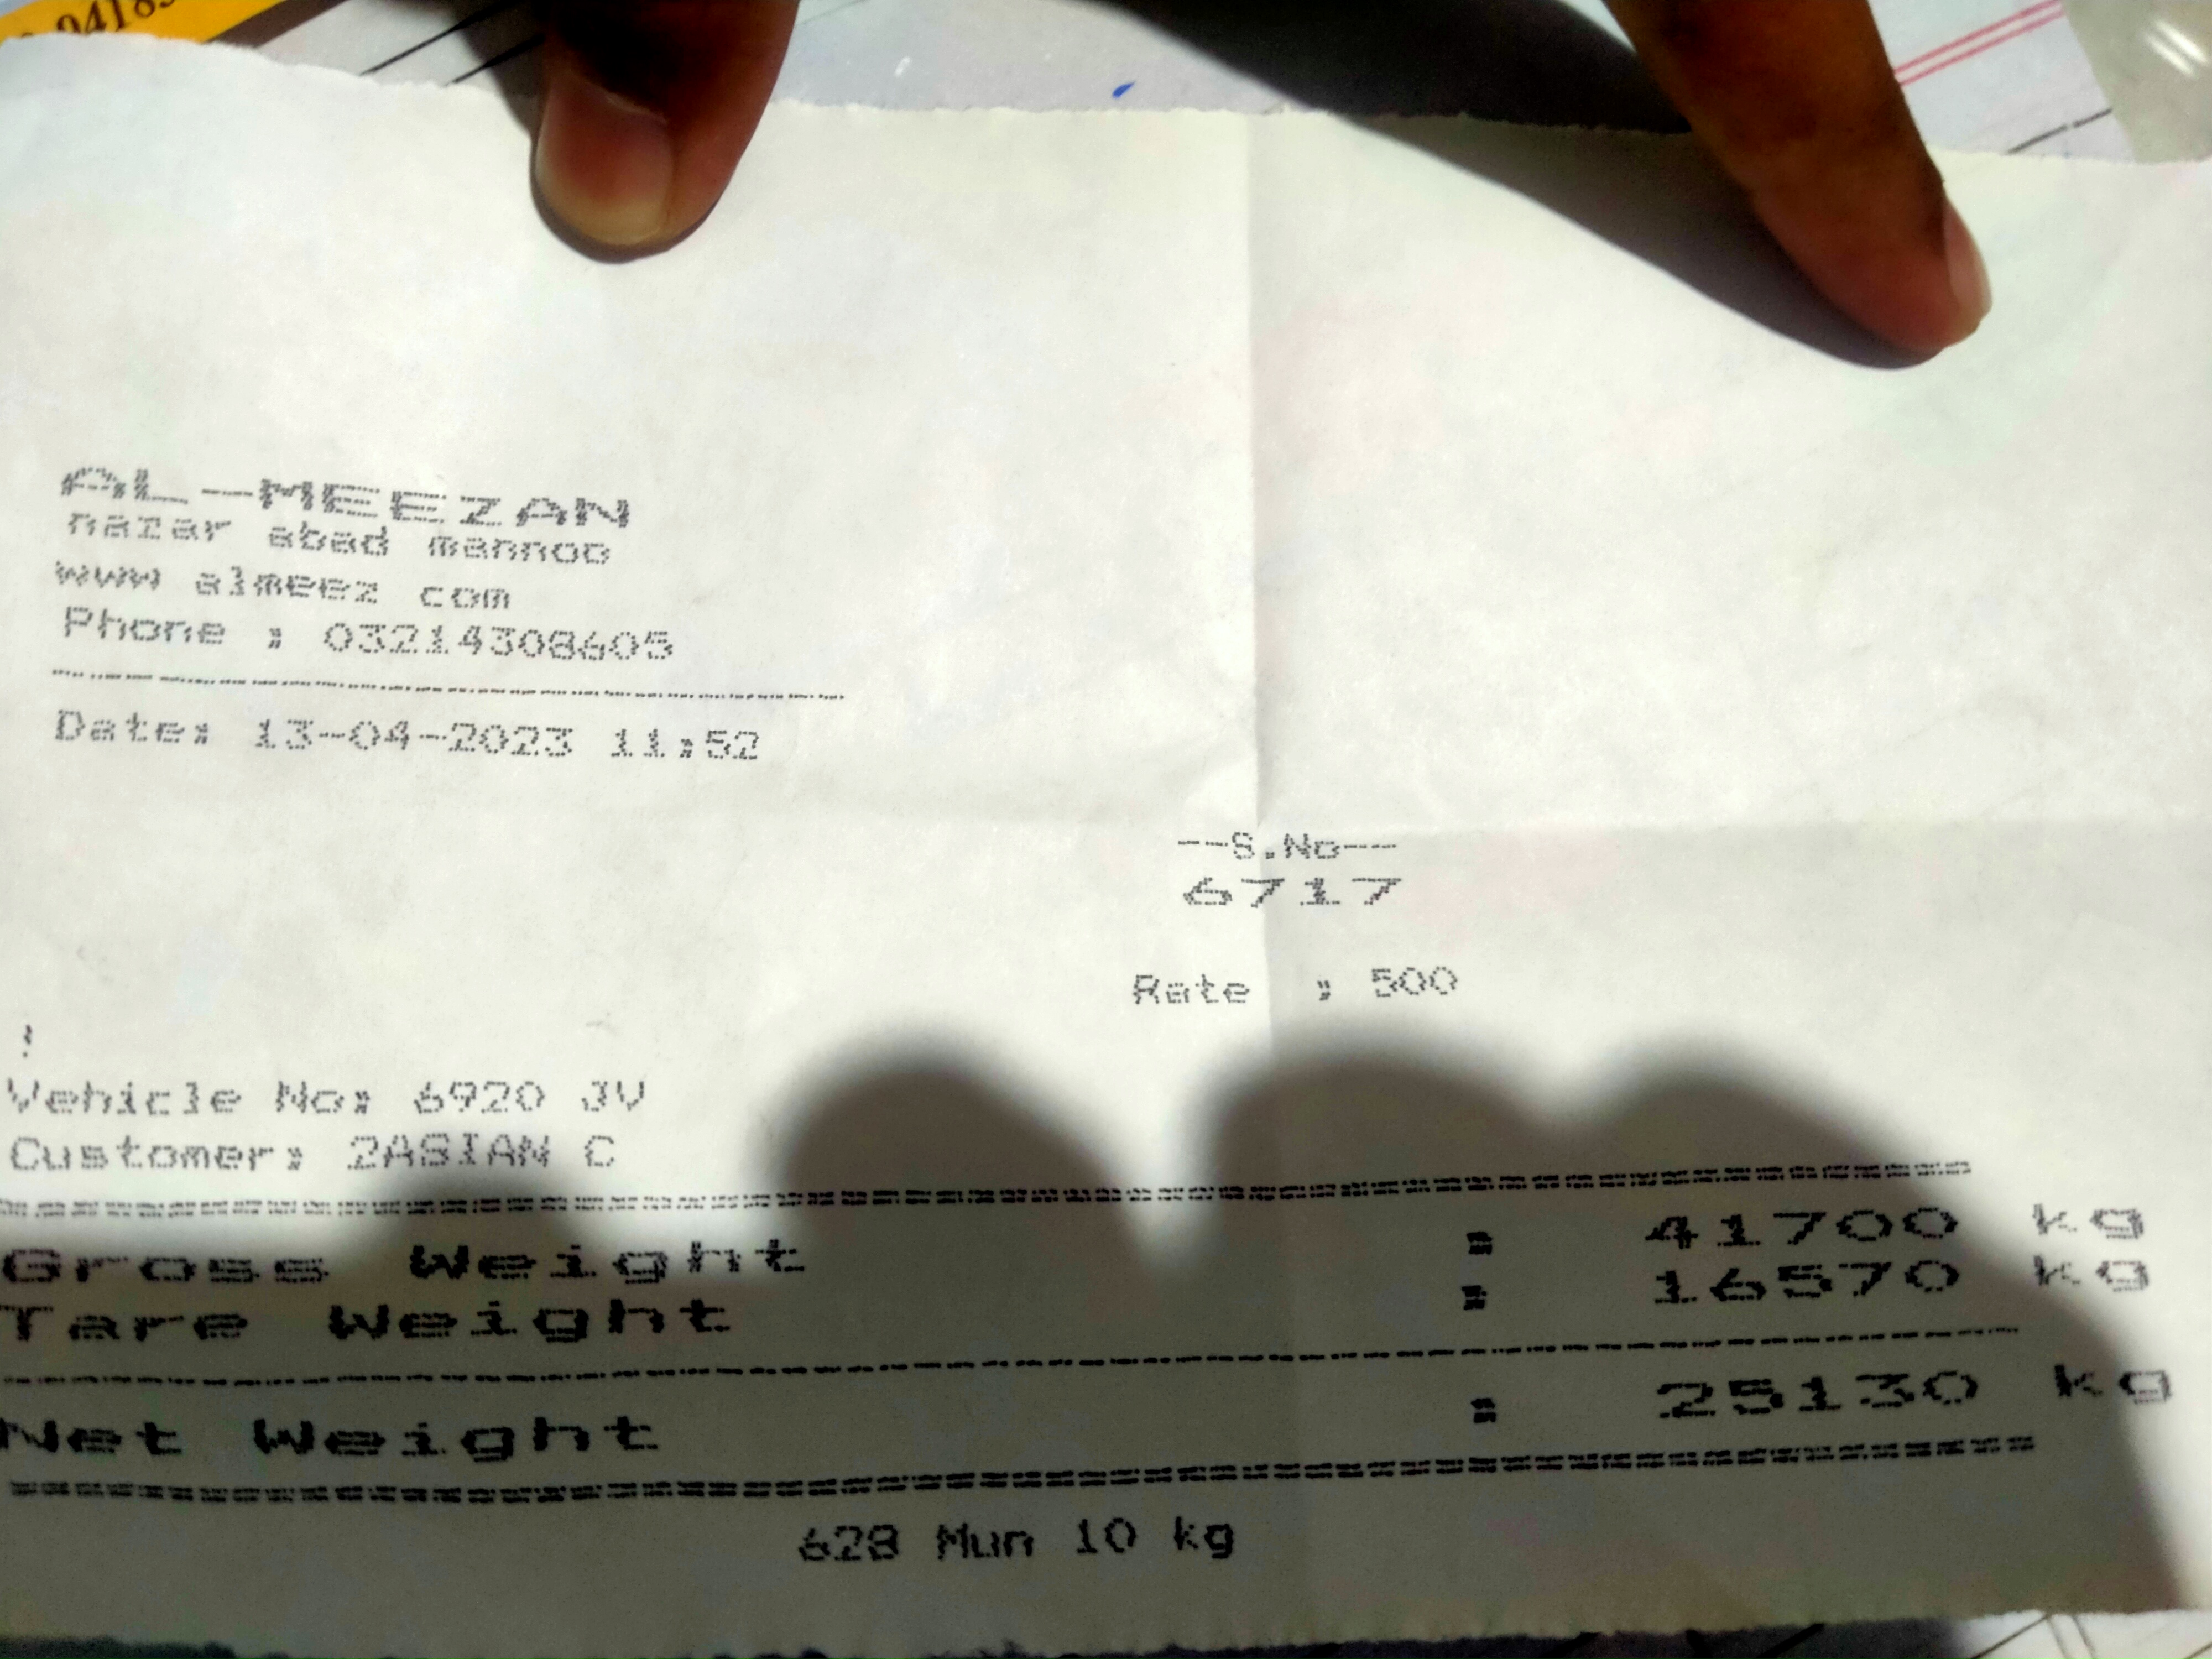 AL-MEEZAN
nazar abad mannoo
www almeez com
Phone : 03214308605
Date: 13-04-2023 11:52
--S.No--
6717
Rate : 500
:
Vehicle No: 6920 JV
Customer: 2ASIAN C
Gross Weight : 41700 kg
Tare Weight : 16570 kg
Net Weight : 25130 kg
628 Mun 10 kg